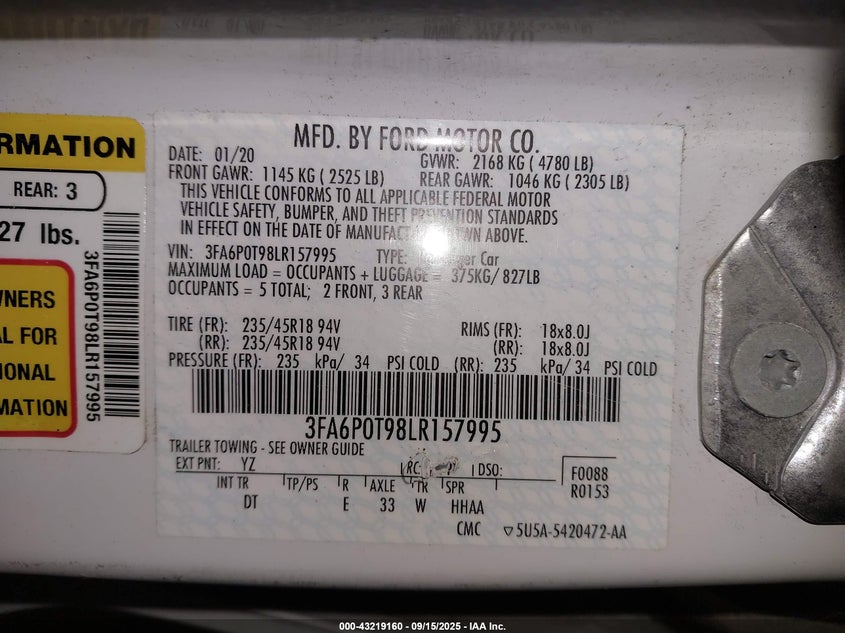 RMATION
REAR: 3
27 lbs.
WNERS
AL FOR
IONAL
MATION
3FA6P0T98LR157995
MFD. BY FORD MOTOR CO.
DATE: 01/20 GVWR: 2168 KG ( 4780 LB)
FRONT GAWR: 1145 KG ( 2525 LB) REAR GAWR: 1046 KG ( 2305 LB)
THIS VEHICLE CONFORMS TO ALL APPLICABLE FEDERAL MOTOR
VEHICLE SAFETY, BUMPER, AND THEFT PREVENTION STANDARDS
IN EFFECT ON THE DATE OF MANUFACT SHOWN ABOVE.
VIN: 3FA6P0T98LR157995 TYPE: Passenger Car
MAXIMUM LOAD = OCCUPANTS + LUGGAGE = 375KG/ 827LB
OCCUPANTS = 5 TOTAL; 2 FRONT, 3 REAR
TIRE (FR): 235/45R18 94V RIMS (FR): 18x8.0J
(RR): 235/45R18 94V (RR): 18x8.0J
PRESSURE (FR): 235 kPa/ 34 PSI COLD (RR): 235 kPa/ 34 PSI COLD
3FA6P0T98LR157995
TRAILER TOWING - SEE OWNER GUIDE
EXT PNT: YZ RC: DSO: F0088
R0153
INT TR TP/PS R AXLE TR SPR
DT E 33 W HHAA
CMC ▽5U5A-5420472-AA
000-43219160 - 09/15/2025 - IAA Inc.